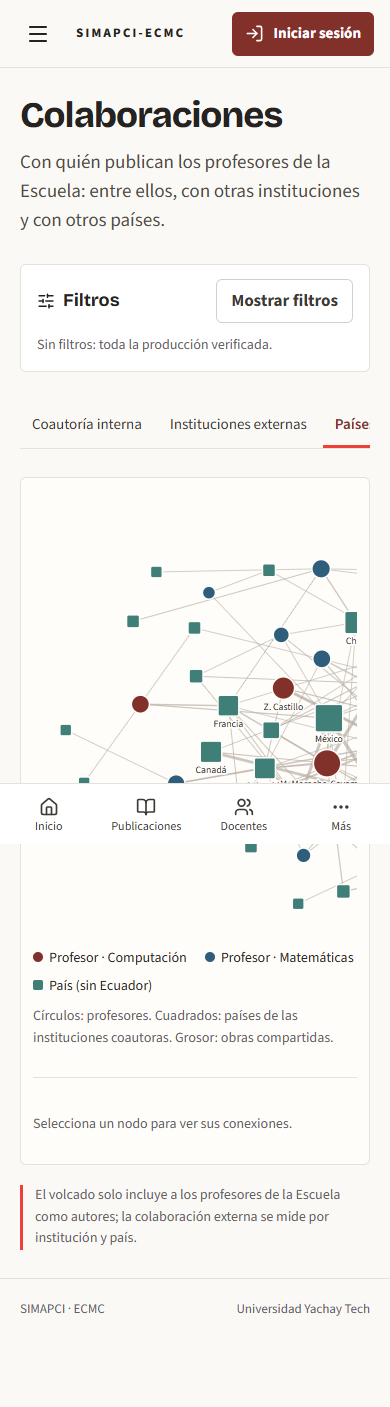 SIMAPCI-ECMC
Iniciar sesión
Colaboraciones
Con quién publican los profesores de la
Escuela: entre ellos, con otras instituciones
y con otros países.
Filtros
Mostrar filtros
Sin filtros: toda la producción verificada.
Coautoría interna
Instituciones externas
Países
Ch
Z. Castillo
Francia
México
Canadá
Inicio
Publicaciones
Docentes
Más
Profesor · Computación
Profesor · Matemáticas
País (sin Ecuador)
Círculos: profesores. Cuadrados: países de las
instituciones coautoras. Grosor: obras compartidas.
Selecciona un nodo para ver sus conexiones.
El volcado solo incluye a los profesores de la Escuela
como autores; la colaboración externa se mide por
institución y país.
SIMAPCI · ECMC
Universidad Yachay Tech